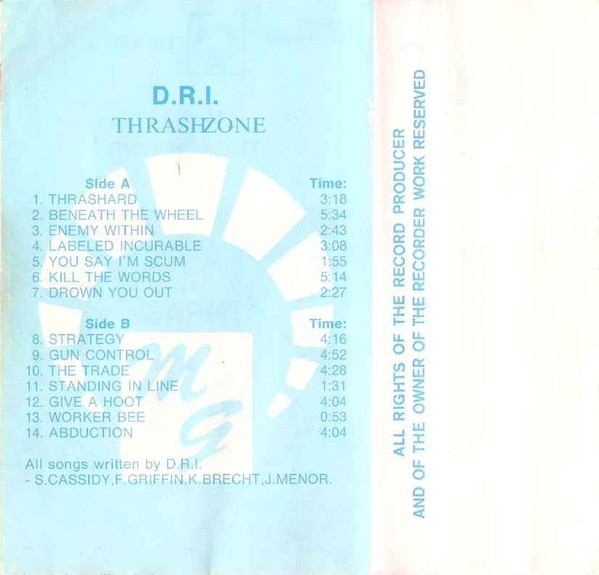 D.R.I.
THRASHZONE
Side A Time:
1. THRASHARD 3:18
2. BENEATH THE WHEEL 5:34
3. ENEMY WITHIN 2:43
4. LABELED INCURABLE 3:08
5. YOU SAY I'M SCUM 1:55
6. KILL THE WORDS 5:14
7. DROWN YOU OUT 2:27
Side B Time:
8. STRATEGY 4:16
9. GUN CONTROL 4:52
10. THE TRADE 4:28
11. STANDING IN LINE 1:31
12. GIVE A HOOT 4:04
13. WORKER BEE 0:53
14. ABDUCTION 4:04
MG
All songs written by D.R.I.
- S.CASSIDY,F.GRIFFIN,K.BRECHT,J.MENOR.
ALL RIGHTS OF THE RECORD PRODUCER
AND OF THE OWNER OF THE RECORDER WORK RESERVED